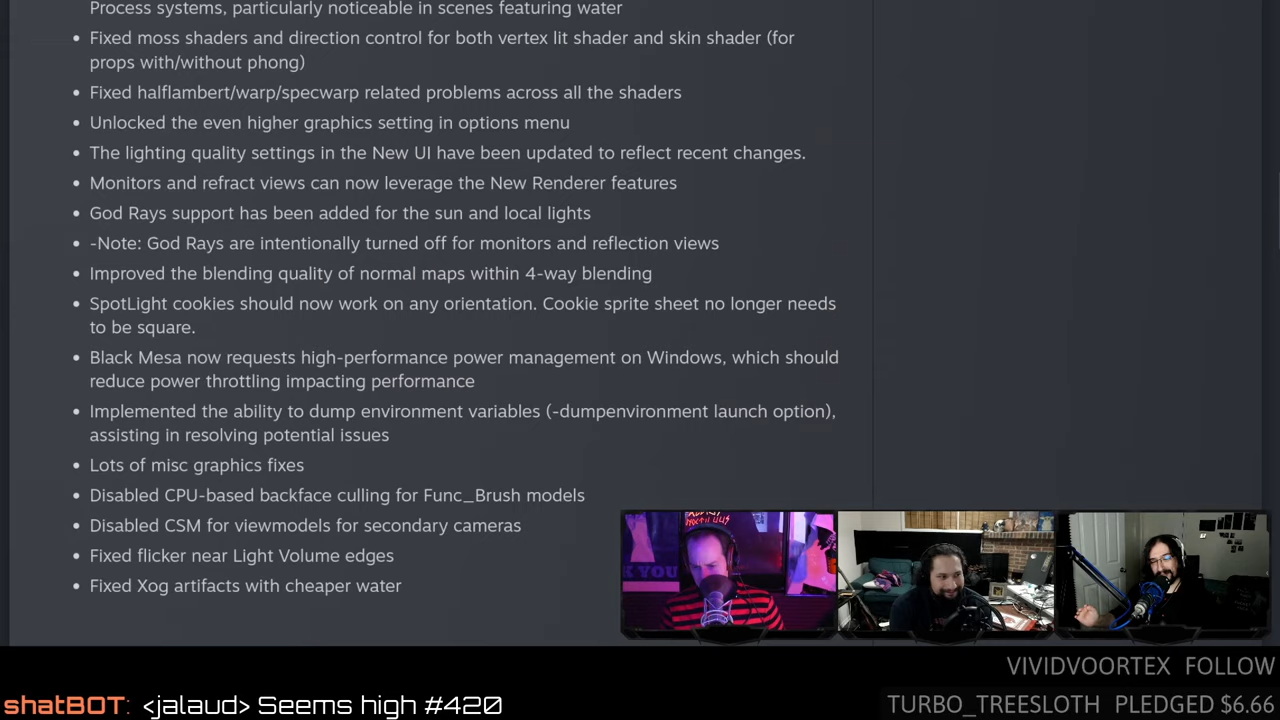 Process systems, particularly noticeable in scenes featuring water
• Fixed moss shaders and direction control for both vertex lit shader and skin shader (for
props with/without phong)
• Fixed halflambert/warp/specwarp related problems across all the shaders
• Unlocked the even higher graphics setting in options menu
• The lighting quality settings in the New UI have been updated to reflect recent changes.
• Monitors and refract views can now leverage the New Renderer features
• God Rays support has been added for the sun and local lights
• -Note: God Rays are intentionally turned off for monitors and reflection views
• Improved the blending quality of normal maps within 4-way blending
• SpotLight cookies should now work on any orientation. Cookie sprite sheet no longer needs
to be square.
• Black Mesa now requests high-performance power management on Windows, which should
reduce power throttling impacting performance
• Implemented the ability to dump environment variables (-dumpenvironment launch option),
assisting in resolving potential issues
• Lots of misc graphics fixes
• Disabled CPU-based backface culling for Func_Brush models
• Disabled CSM for viewmodels for secondary cameras
• Fixed flicker near Light Volume edges
• Fixed Xog artifacts with cheaper water
K YOU
VIVIDVOORTEX FOLLOW
shatBOT: <jalaud> Seems high #420
TURBO_TREESLOTH PLEDGED $6.66